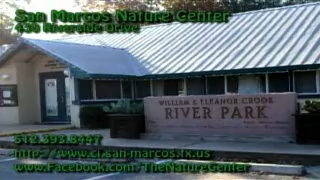 San Marcos Nature Center
430 Riverside Drive
WILLIAM & ELEANOR CROOK
RIVER PARK
512.393.8447
http://www.ci.san-marcos.tx.us
www.Facebook.com/-TheNatureCenter